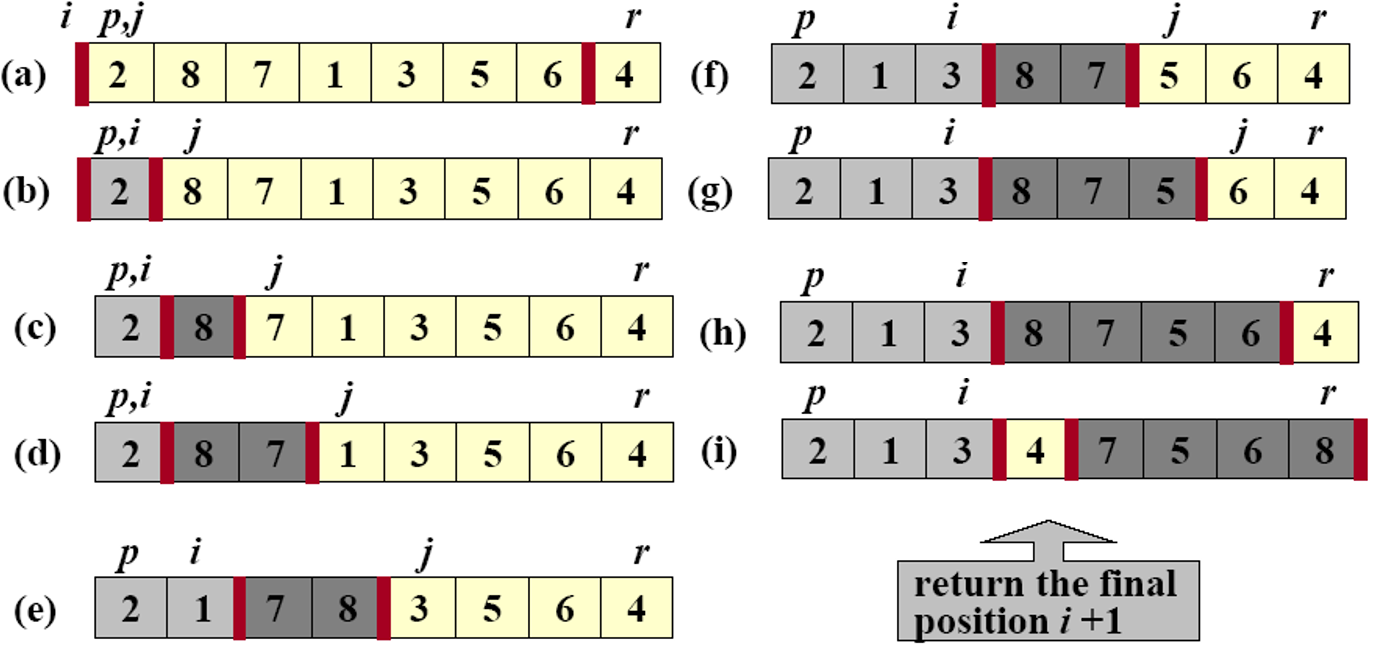 i p,j r
(a) 2 8 7 1 3 5 6 4
p,i j r
(b) 2 8 7 1 3 5 6 4
p,i j r
(c) 2 8 7 1 3 5 6 4
p,i j r
(d) 2 8 7 1 3 5 6 4
p i j r
(e) 2 1 7 8 3 5 6 4
p i j r
(f) 2 1 3 8 7 5 6 4
p i j r
(g) 2 1 3 8 7 5 6 4
p i r
(h) 2 1 3 8 7 5 6 4
p i r
(i) 2 1 3 4 7 5 6 8
return the final
position i +1